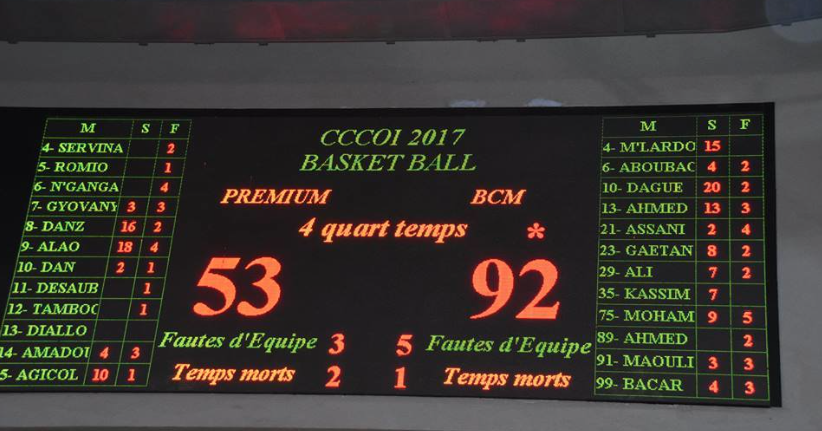 M S F
4- SERVINA 2
5- ROMIO 1
6- N'GANGA 4
7- GYOVANY 3 3
8- DANZ 16 2
9- ALAO 18 4
10- DAN 2 1
11- DESAUB 1
12- TAMBOC 1
13- DIALLO
14- AMADOU 4 3
5- AGICOL 10 1
CCCOI 2017
BASKET BALL
PREMIUM BCM
4 quart temps *
53 92
Fautes d'Equipe 3 5 Fautes d'Equipe
Temps morts 2 1 Temps morts
M S F
4- M'LARDO 15
6- ABOUBAC 4 2
10- DAGUE 20 2
13- AHMED 13 3
21- ASSANI 2 4
23- GAETAN 8 2
29- ALI 7 2
35- KASSIM 7
75- MOHAM 9 5
89- AHMED 2
91- MAOULI 3 3
99- BACAR 4 3